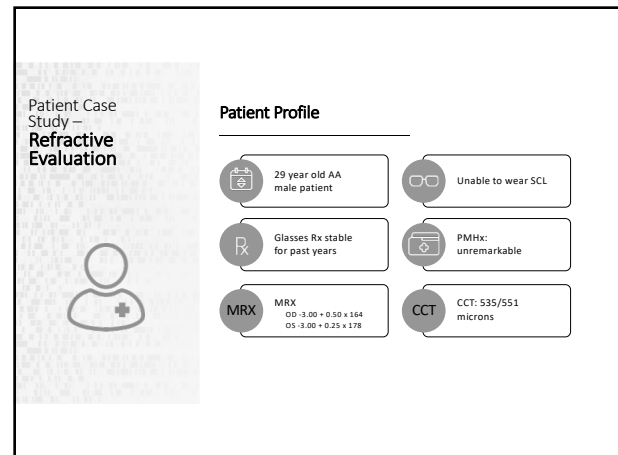 Patient Case
Study –
Refractive
Evaluation
Patient Profile
29 year old AA
male patient
Unable to wear SCL
Rx
Glasses Rx stable
for past years
PMHx:
unremarkable
MRX
MRX
OD -3.00 + 0.50 x 164
OS -3.00 + 0.25 x 178
CCT
CCT: 535/551
microns